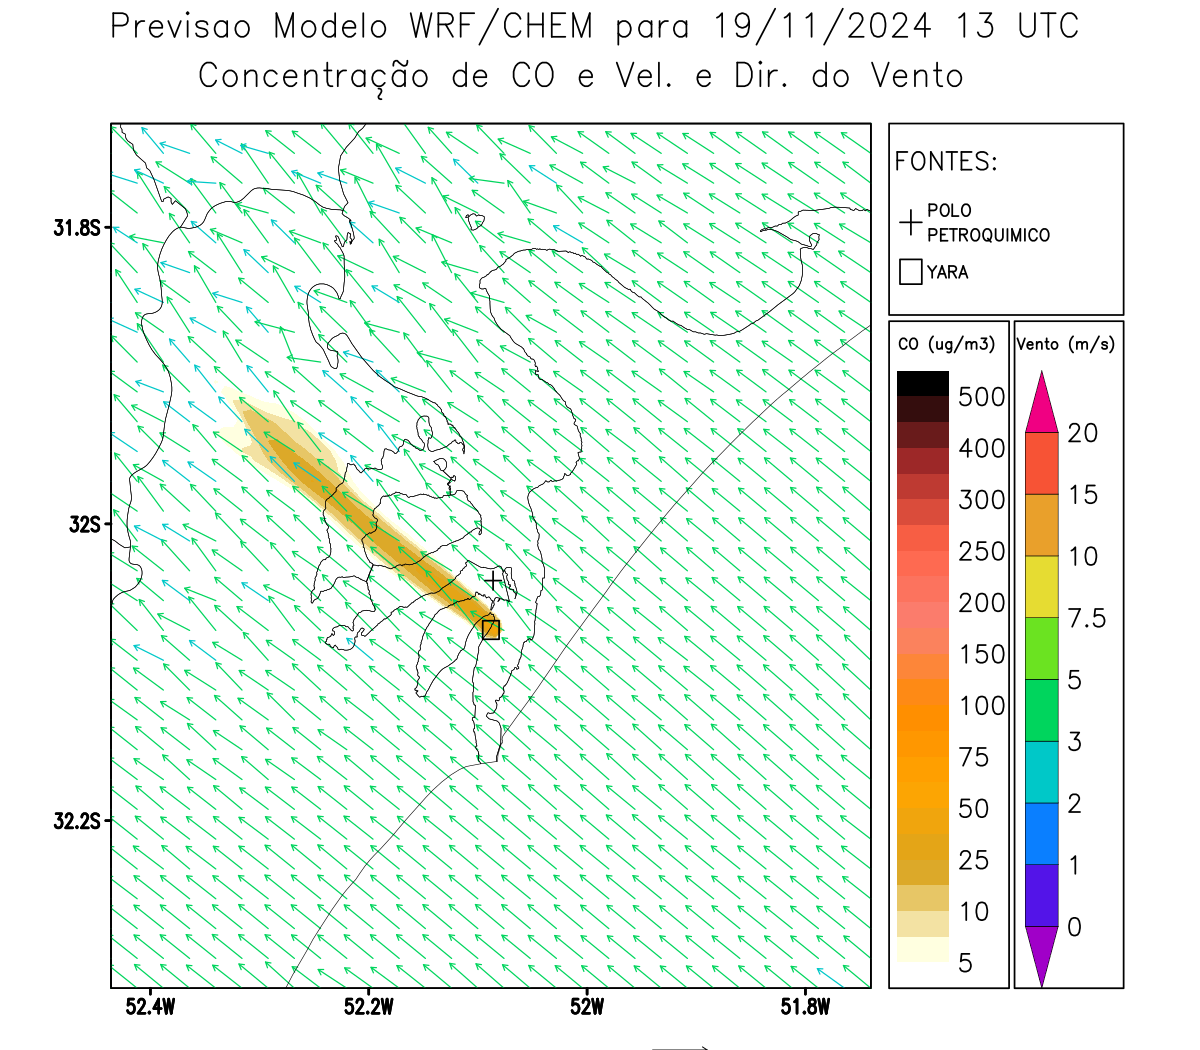 Previsao Modelo WRF/CHEM para 19/11/2024 13 UTC
Concentração de CO e Vel. e Dir. do Vento
FONTES:
POLO
PETROQUIMICO
YARA
CO (ug/m3)
500
400
300
250
200
150
100
75
50
25
10
5
Vento (m/s)
20
15
10
7.5
5
3
2
1
0
31.8S
32S
32.2S
52.4W
52.2W
52W
51.8W